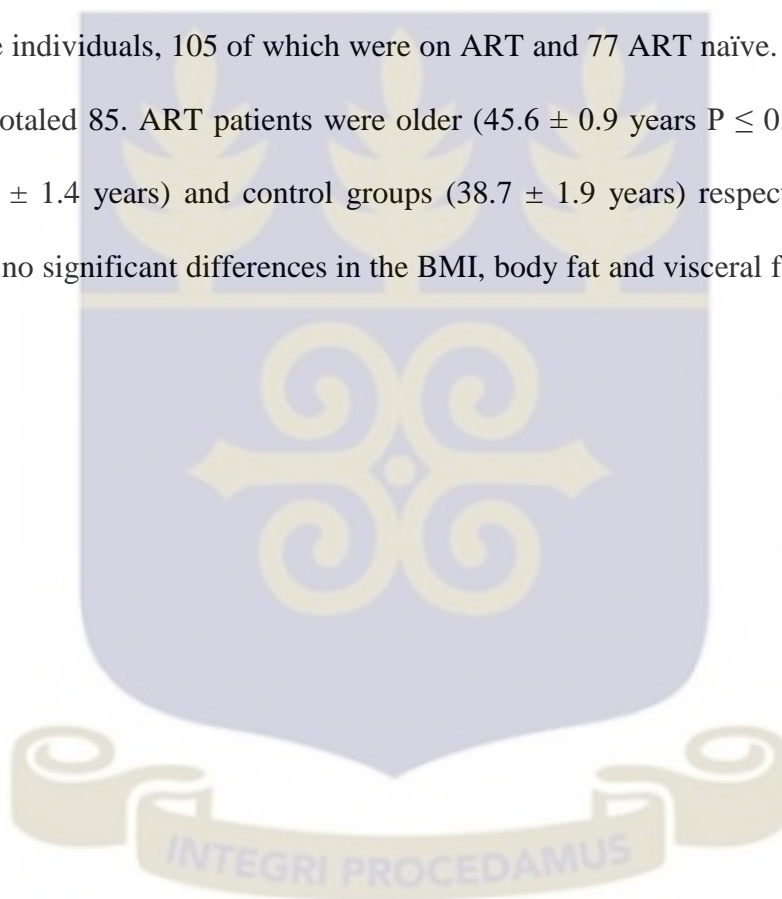 individuals, 105 of which were on ART and 77 ART naïve.
otaled 85. ART patients were older (45.6 ± 0.9 years P ≤ 0
± 1.4 years) and control groups (38.7 ± 1.9 years) respec
no significant differences in the BMI, body fat and visceral f
INTEGRI PROCEDAMUS